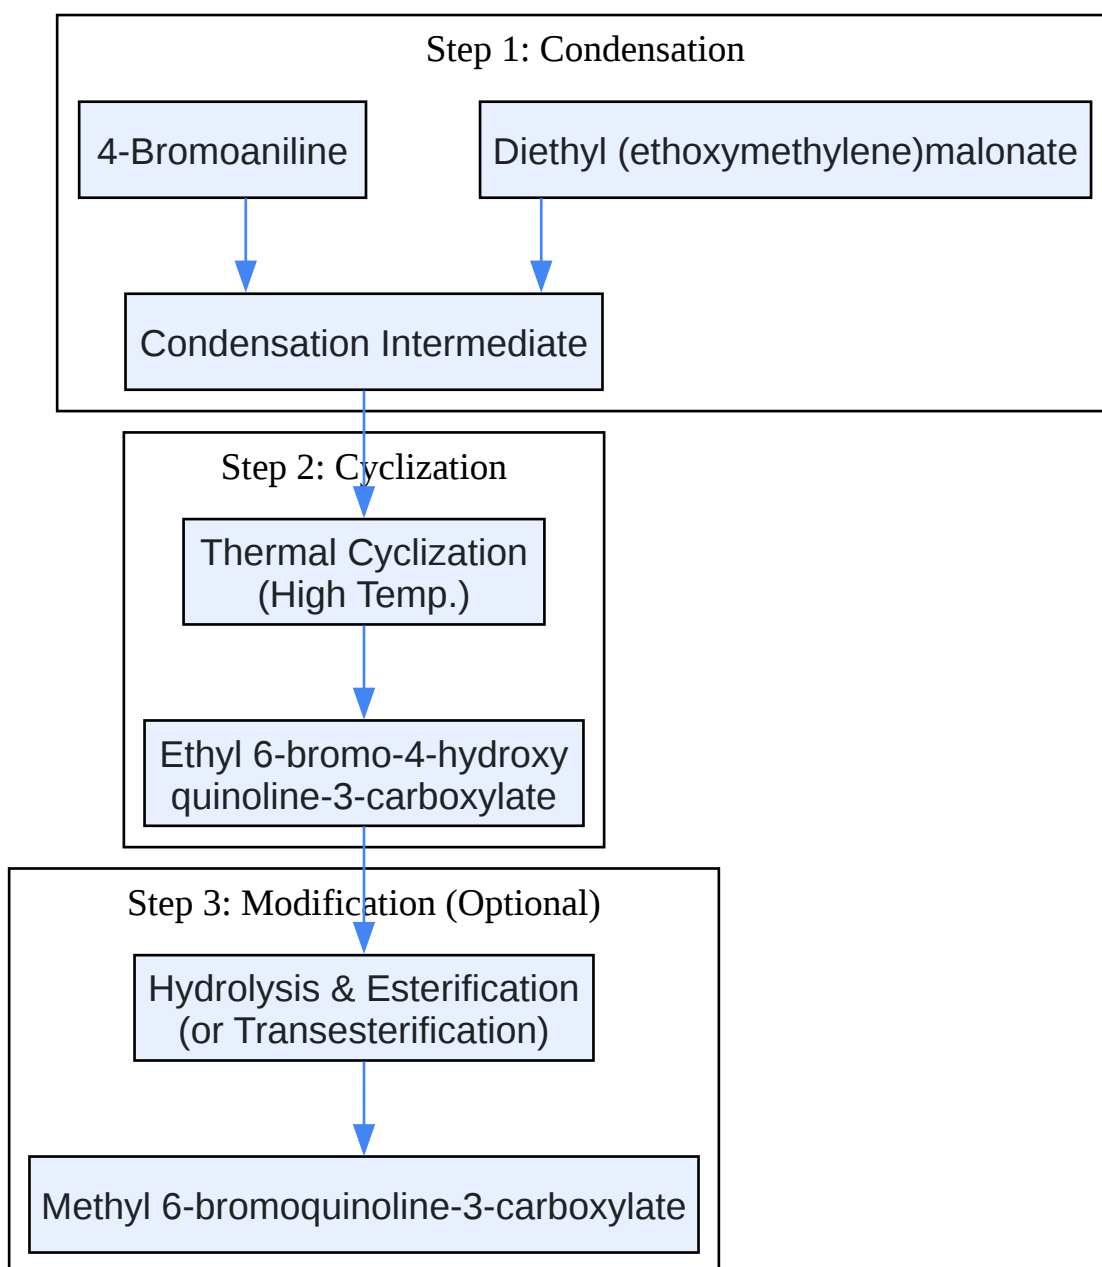 Step 1: Condensation
4-Bromoaniline
Diethyl (ethoxymethylene)malonate
Condensation Intermediate
Step 2: Cyclization
Thermal Cyclization
(High Temp.)
Ethyl 6-bromo-4-hydroxy
quinoline-3-carboxylate
Step 3: Modification (Optional)
Hydrolysis & Esterification
(or Transesterification)
Methyl 6-bromoquinoline-3-carboxylate